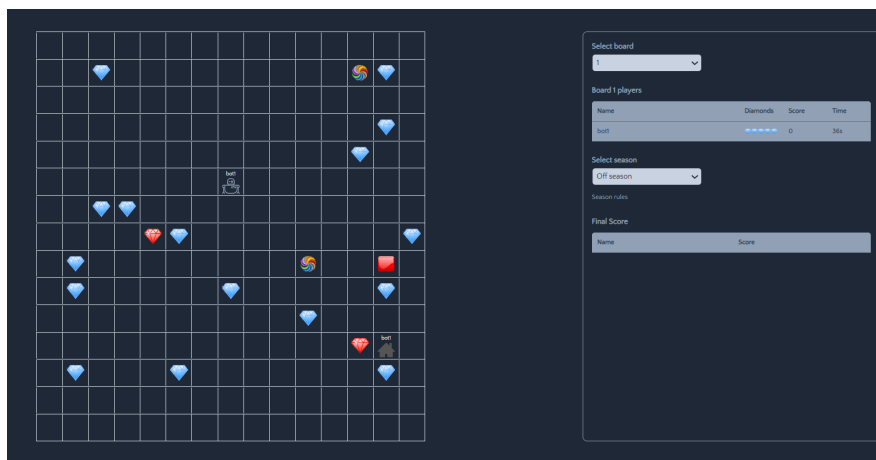 Select board
1
Board 1 players
Name Diamonds Score Time
bot1 0 36s
bot1
Select season
Off season
Season rules
Final Score
Name Score
bot1